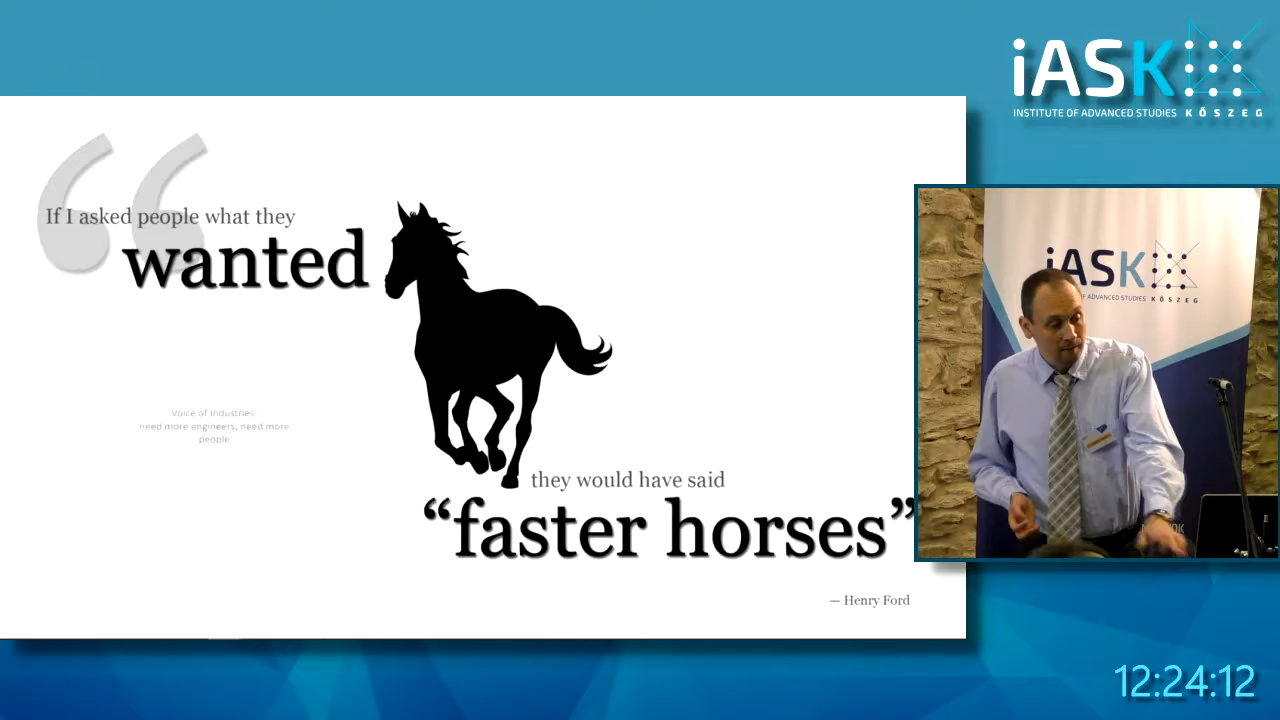 iASK
INSTITUTE OF ADVANCED STUDIES KŐSZEG
“
If I asked people what they
wanted
Voice of Industries
need more engineers, need more
people
they would have said
“faster horses”
— Henry Ford
iASK
OF ADVANCED STUDIES KŐSZEG
12:24:12